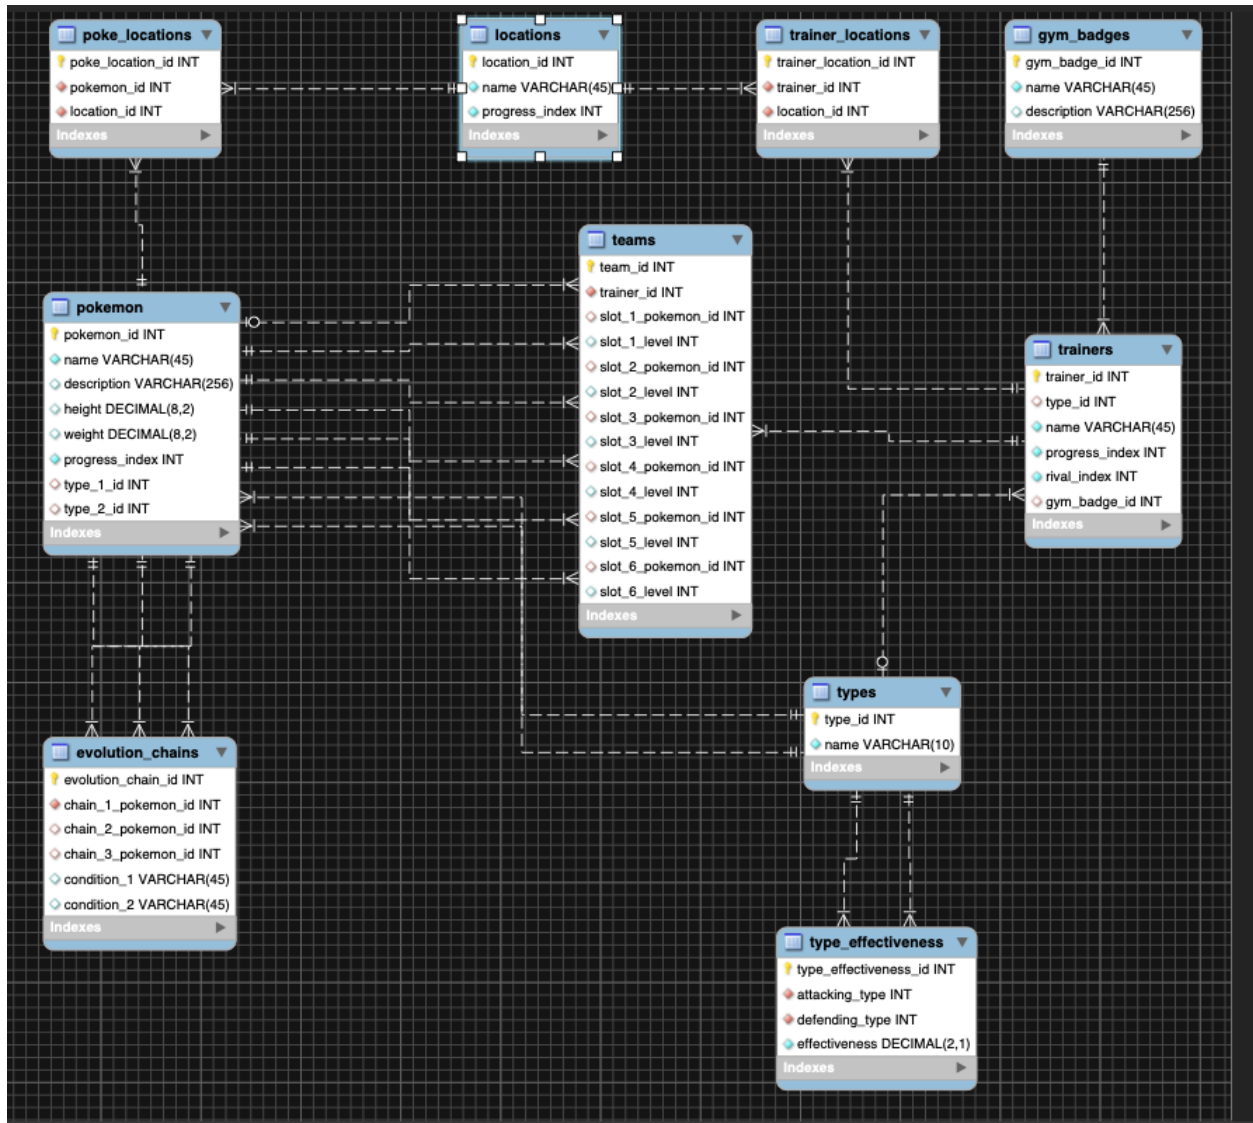 poke_locations
poke_location_id INT
pokemon_id INT
location_id INT
Indexes
locations
location_id INT
name VARCHAR(45)
progress_index INT
Indexes
trainer_locations
trainer_location_id INT
trainer_id INT
location_id INT
Indexes
gym_badges
gym_badge_id INT
name VARCHAR(45)
description VARCHAR(256)
Indexes
teams
team_id INT
trainer_id INT
slot_1_pokemon_id INT
slot_1_level INT
slot_2_pokemon_id INT
slot_2_level INT
slot_3_pokemon_id INT
slot_3_level INT
slot_4_pokemon_id INT
slot_4_level INT
slot_5_pokemon_id INT
slot_5_level INT
slot_6_pokemon_id INT
slot_6_level INT
Indexes
pokemon
pokemon_id INT
name VARCHAR(45)
description VARCHAR(256)
height DECIMAL(8,2)
weight DECIMAL(8,2)
progress_index INT
type_1_id INT
type_2_id INT
Indexes
trainers
trainer_id INT
type_id INT
name VARCHAR(45)
progress_index INT
rival_index INT
gym_badge_id INT
Indexes
types
type_id INT
name VARCHAR(10)
Indexes
evolution_chains
evolution_chain_id INT
chain_1_pokemon_id INT
chain_2_pokemon_id INT
chain_3_pokemon_id INT
condition_1 VARCHAR(45)
condition_2 VARCHAR(45)
Indexes
type_effectiveness
type_effectiveness_id INT
attacking_type INT
defending_type INT
effectiveness DECIMAL(2,1)
Indexes